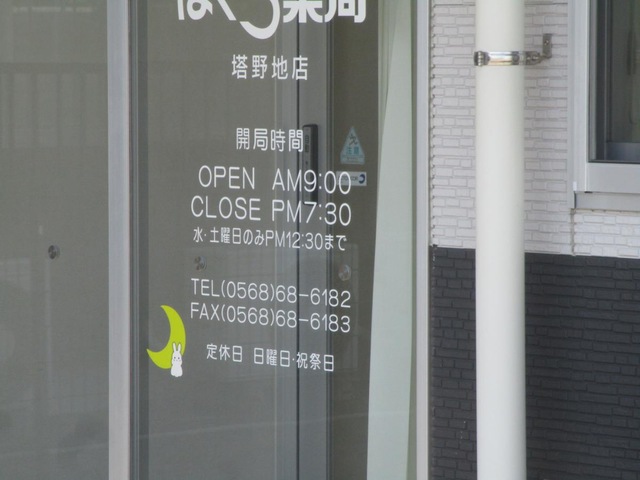 薬局
塔野地店
開局時間
OPEN AM9:00
CLOSE PM7:30
水・土曜日のみPM12:30まで
TEL(0568)68-6182
FAX(0568)68-6183
定休日 日曜日・祝祭日